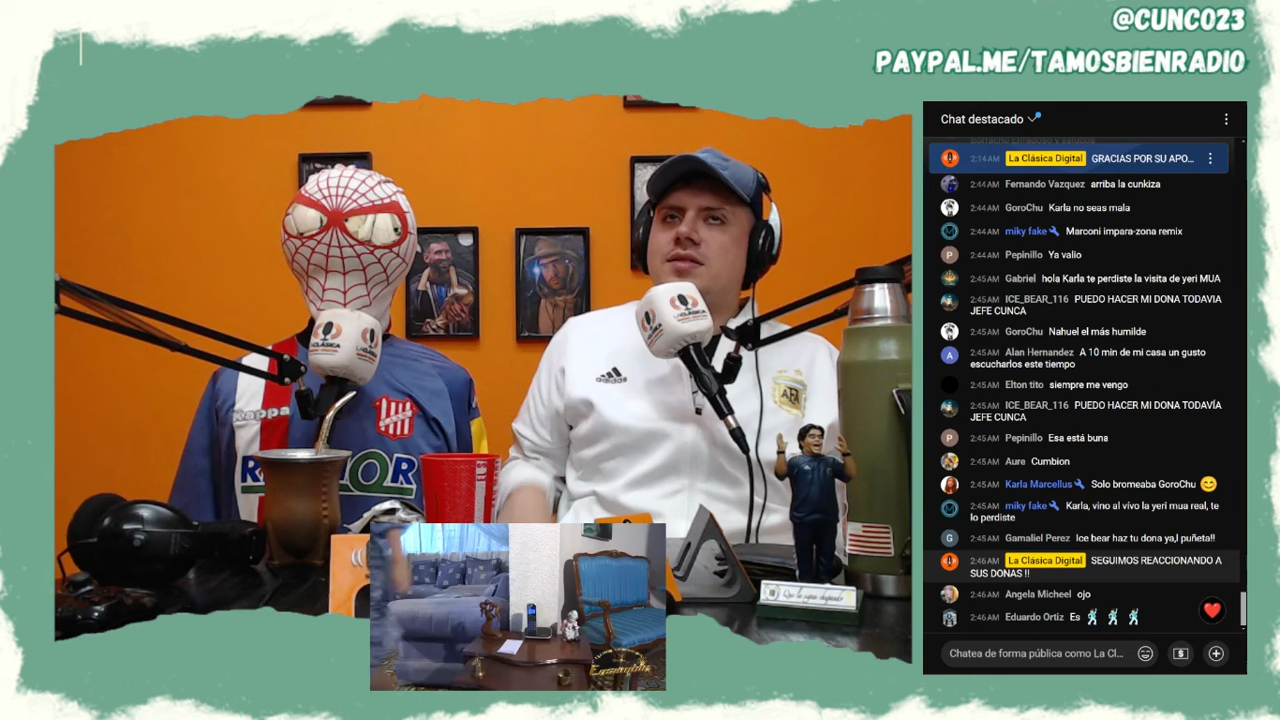 @CUNCO23
PAYPAL.ME/TAMOSBIENRADIO
Chat destacado
2:14 AM La Clásica Digital GRACIAS POR SU APO...
2:44 AM Fernando Vazquez arriba la cunkiza
2:44 AM GoroChu Karla no seas mala
2:44 AM miky fake Marconi impara-zona remix
2:44 AM Pepinillo Ya valio
2:45 AM Gabriel hola Karla te perdiste la visita de yeri MUA
2:45 AM ICE_BEAR_116 PUEDO HACER MI DONA TODAVIA
JEFE CUNCA
2:45 AM GoroChu Nahuel el más humilde
2:45 AM Alan Hernandez A 10 min de mi casa un gusto
escucharlos este tiempo
2:45 AM Elton tito siempre me vengo
2:45 AM ICE_BEAR_116 PUEDO HACER MI DONA TODAVÍA
JEFE CUNCA
2:45 AM Pepinillo Esa está buna
2:45 AM Aure Cumbion
2:45 AM Karla Marcellus Solo bromeaba GoroChu 😊
2:45 AM miky fake Karla, vino al vivo la yeri mua real, te
lo perdiste
2:45 AM Gamaliel Perez Ice bear haz tu dona ya,l puñeta!!
2:46 AM La Clásica Digital SEGUIMOS REACCIONANDO A
SUS DONAS !!
2:46 AM Angela Micheel ojo
2:46 AM Eduardo Ortiz Es
Chatea de forma pública como La Cl...
Kappa
adidas
AFA
LA CLÁSICA